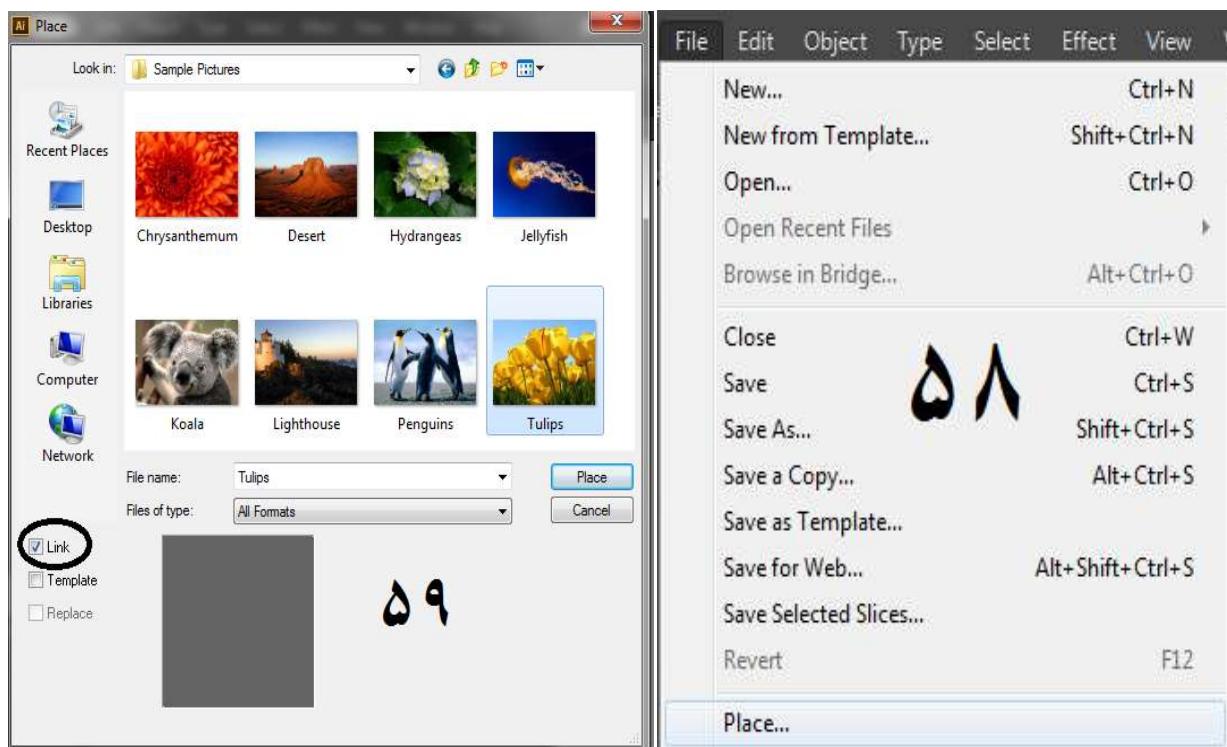 Ai Place
Look in: Sample Pictures
Recent Places
Desktop
Libraries
Computer
Network
Chrysanthemum Desert Hydrangeas Jellyfish
Koala Lighthouse Penguins Tulips
File name: Tulips Place
Files of type: All Formats Cancel
Link
Template
Replace
۵۹
File Edit Object Type Select Effect View
New... Ctrl+N
New from Template... Shift+Ctrl+N
Open... Ctrl+O
Open Recent Files
Browse in Bridge... Alt+Ctrl+O
Close Ctrl+W
Save Ctrl+S
۵۸
Save As... Shift+Ctrl+S
Save a Copy... Alt+Ctrl+S
Save as Template...
Save for Web... Alt+Shift+Ctrl+S
Save Selected Slices...
Revert F12
Place...